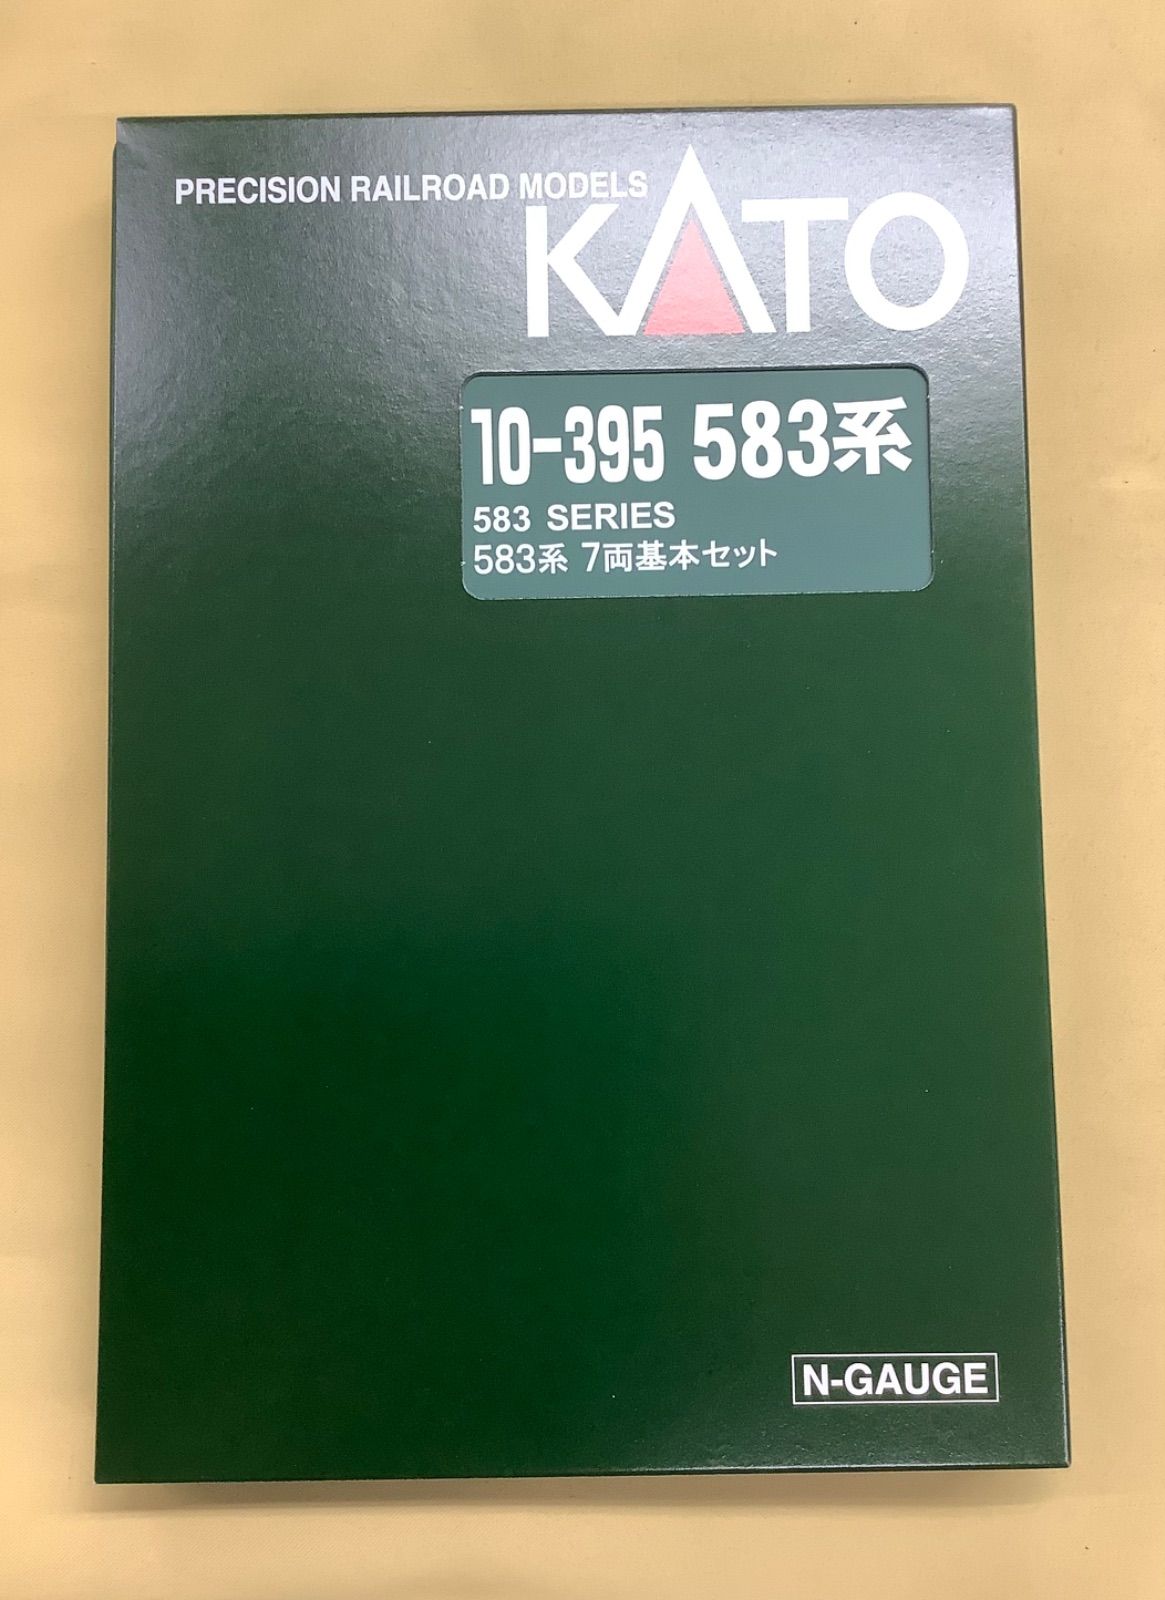 PRECISION RAILROAD MODELS
KATO
10-395 583系
583 SERIES
583系 7両基本セット
N-GAUGE